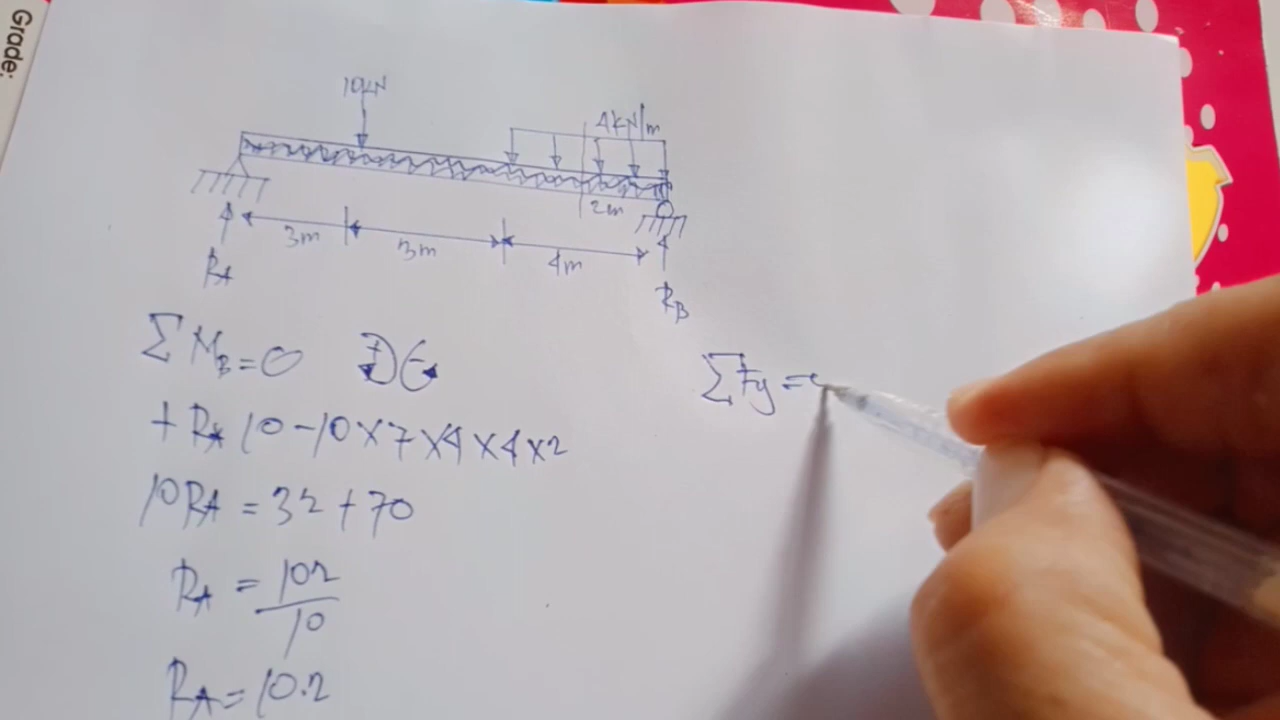 Grade:
10kN
4kN/m
2m
3m
3m
4m
RA
RB
ΣMB=0
+RA 10-10×7×4×4×2
10RA = 32+70
RA = 102
10
RA = 10.2
ΣFy =